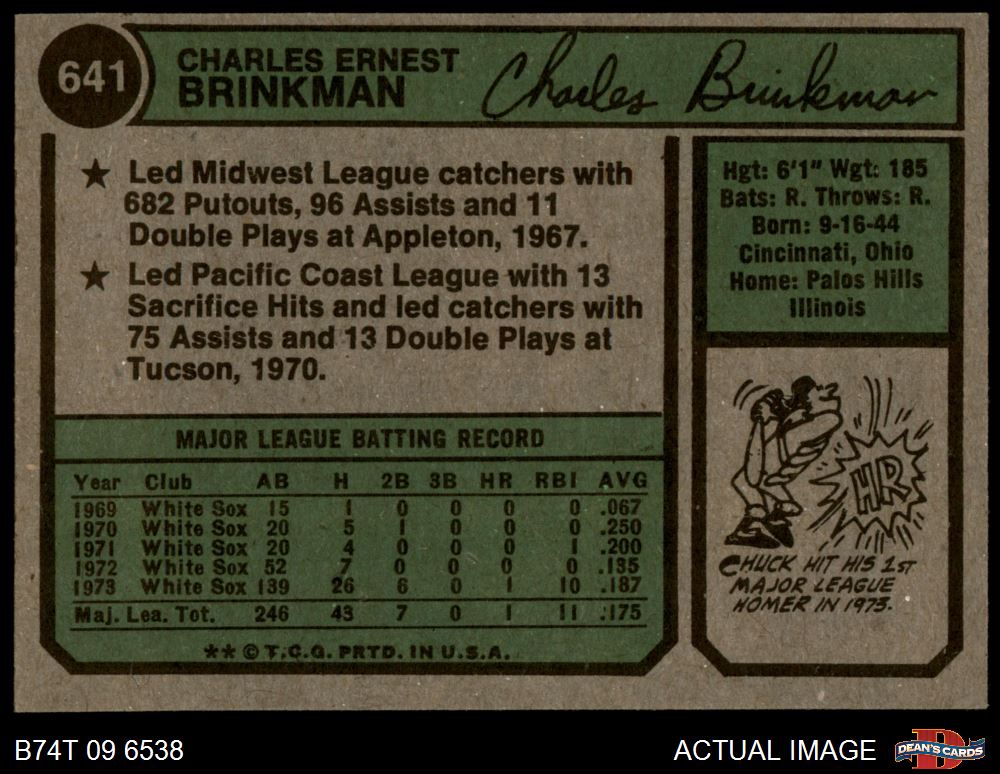 641
CHARLES ERNEST
BRINKMAN
Charles Brinkman
★ Led Midwest League catchers with
682 Putouts, 96 Assists and 11
Double Plays at Appleton, 1967.
★ Led Pacific Coast League with 13
Sacrifice Hits and led catchers with
75 Assists and 13 Double Plays at
Tucson, 1970.
Hgt: 6'1" Wgt: 185
Bats: R. Throws: R.
Born: 9-16-44
Cincinnati, Ohio
Home: Palos Hills
Illinois
MAJOR LEAGUE BATTING RECORD
Year Club AB H 2B 3B HR RBI AVG
1969 White Sox 15 1 0 0 0 0 .067
1970 White Sox 20 5 1 0 0 0 .250
1971 White Sox 20 4 0 0 0 1 .200
1972 White Sox 52 7 0 0 0 0 .135
1973 White Sox 139 26 6 0 1 10 .187
Maj. Lea. Tot. 246 43 7 0 1 11 .175
** © T.C.G. PRTD. IN U.S.A.
HR
CHUCK HIT HIS 1ST
MAJOR LEAGUE
HOMER IN 1973.
B74T 09 6538
ACTUAL IMAGE
D
DEAN'S CARDS